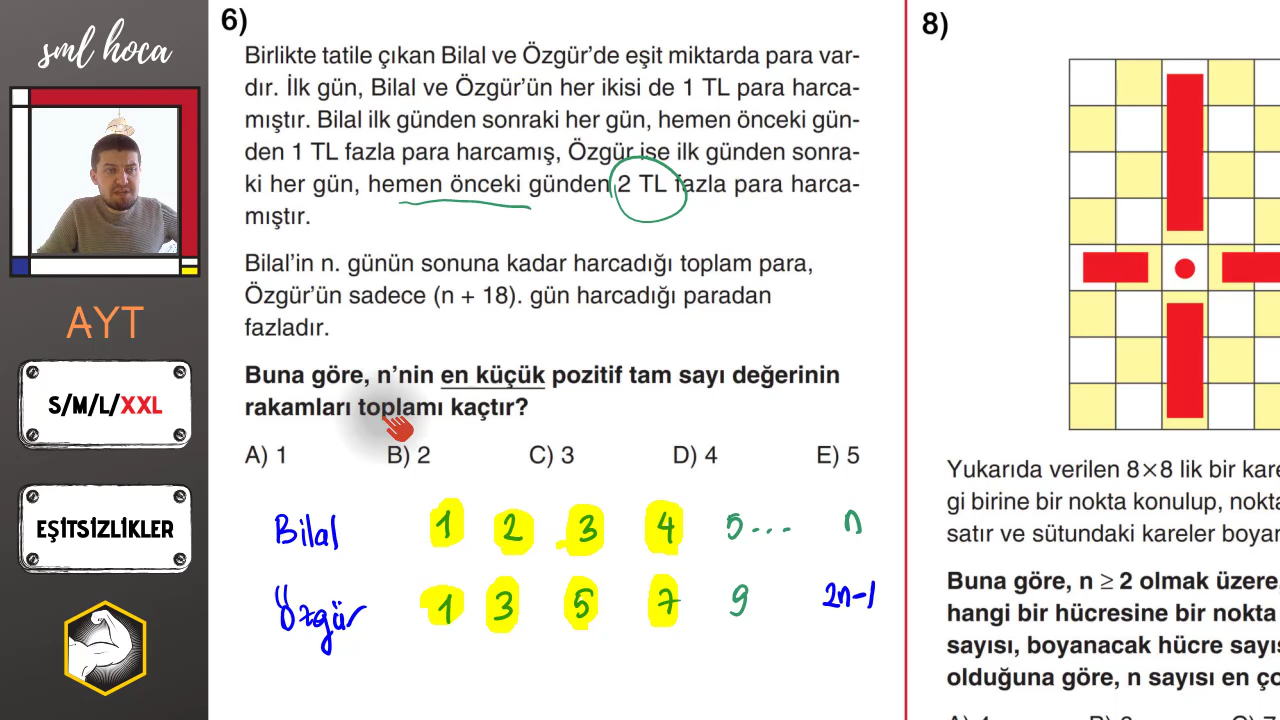 sml hoca
AYT
S/M/L/XXL
EŞİTSİZLİKLER
6)
Birlikte tatile çıkan Bilal ve Özgür’de eşit miktarda para var-
dır. İlk gün, Bilal ve Özgür’ün her ikisi de 1 TL para harca-
mıştır. Bilal ilk günden sonraki her gün, hemen önceki gün-
den 1 TL fazla para harcamış, Özgür ise ilk günden sonra-
ki her gün, hemen önceki günden 2 TL fazla para harca-
mıştır.
Bilal’in n. günün sonuna kadar harcadığı toplam para,
Özgür’ün sadece (n + 18). gün harcadığı paradan
fazladır.
Buna göre, n’nin en küçük pozitif tam sayı değerinin
rakamları toplamı kaçtır?
A) 1 B) 2 C) 3 D) 4 E) 5
Bilal 1 2 3 4 5 ... n
Özgür 1 3 5 7 9 2n-1
8)
Yukarıda verilen 8×8 lik bir kare
gi birine bir nokta konulup, nokta
satır ve sütundaki kareler boyan
Buna göre, n ≥ 2 olmak üzere,
hangi bir hücresine bir nokta
sayısı, boyanacak hücre sayıs
olduğuna göre, n sayısı en ço